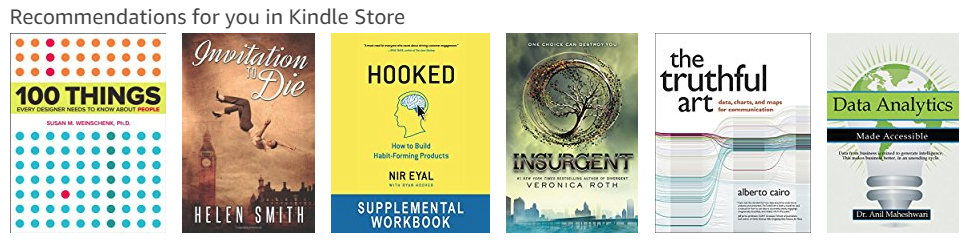 Recommendations for you in Kindle Store
100 THINGS
EVERY DESIGNER NEEDS TO KNOW ABOUT PEOPLE
SUSAN M. WEINSCHENK, Ph.D.
Invitation
TO
Die
HELEN SMITH
HOOKED
How to Build
Habit-Forming Products
NIR EYAL
WITH RYAN HOOVER
SUPPLEMENTAL
WORKBOOK
ONE CHOICE CAN DESTROY YOU
INSURGENT
#1 NEW YORK TIMES BESTSELLING AUTHOR OF DIVERGENT
VERONICA ROTH
the
truthful
art
data, charts, and maps
for communication
alberto cairo
Data Analytics
Made Accessible
Data from business is mined to generate intelligence.
This makes business better, in an unending cycle.
Dr. Anil Maheshwari